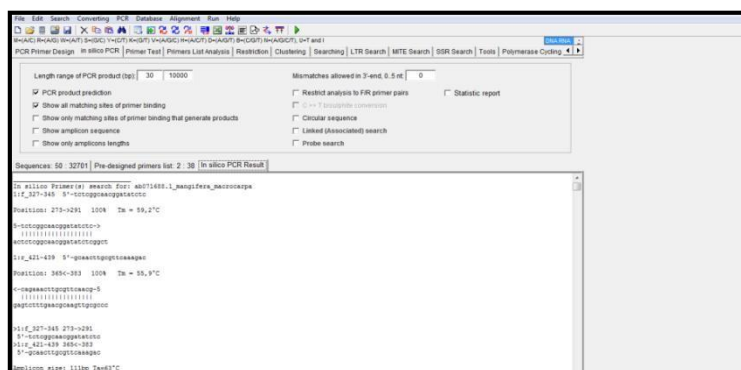 File Edit Search Converting PCR Database Alignment Run Help
M=(A/C) R=(A/G) W=(A/T) S=(G/C) Y=(C/T) K=(G/T) V=(A/G/C) H=(A/C/T) D=(A/G/T) B=(C/G/T) N=(A/G/C/T), U=T and I DNA RNA
PCR Primer Design In silico PCR Primer Test Primers List Analysis Restriction Clustering Searching LTR Search MITE Search SSR Search Tools Polymerase Cycling
Length range of PCR product (bp): 30 10000 Mismatches allowed in 3'-end, 0..5 nt: 0
PCR product prediction Restrict analysis to F/R primer pairs Statistic report
Show all matching sites of primer binding C >> T bisulphite conversion
Show only matching sites of primer binding that generate products Circular sequence
Show amplicon sequence Linked (Associated) search
Show only amplicons lengths Probe search
Sequences: 50 : 32701 Pre-designed primers list: 2 : 38 In silico PCR Result
In silico Primer(s) search for: ab071688.1_mangifera_macrocarpa
1:f_327-345 5'-tctcggcaacggatatctc
Position: 273->291 100% Tm = 59,2°C
5-tctcggcaacggatatctc->
|||||||||||||||||||
actctcggcaacggatatctcggct
1:r_421-439 5'-gcaacttgcgttcaaagac
Position: 365<-383 100% Tm = 55,9°C
<-cagaaacttgcgttcaacg-5
|||||||||||||||||||
gagtctttgaacgcaagttgcgccc
>1:f_327-345 273->291
5'-tctcggcaacggatatctc
>1:r_421-439 365<-383
5'-gcaacttgcgttcaaagac
Amplicon size: 111bp Ta=63°C